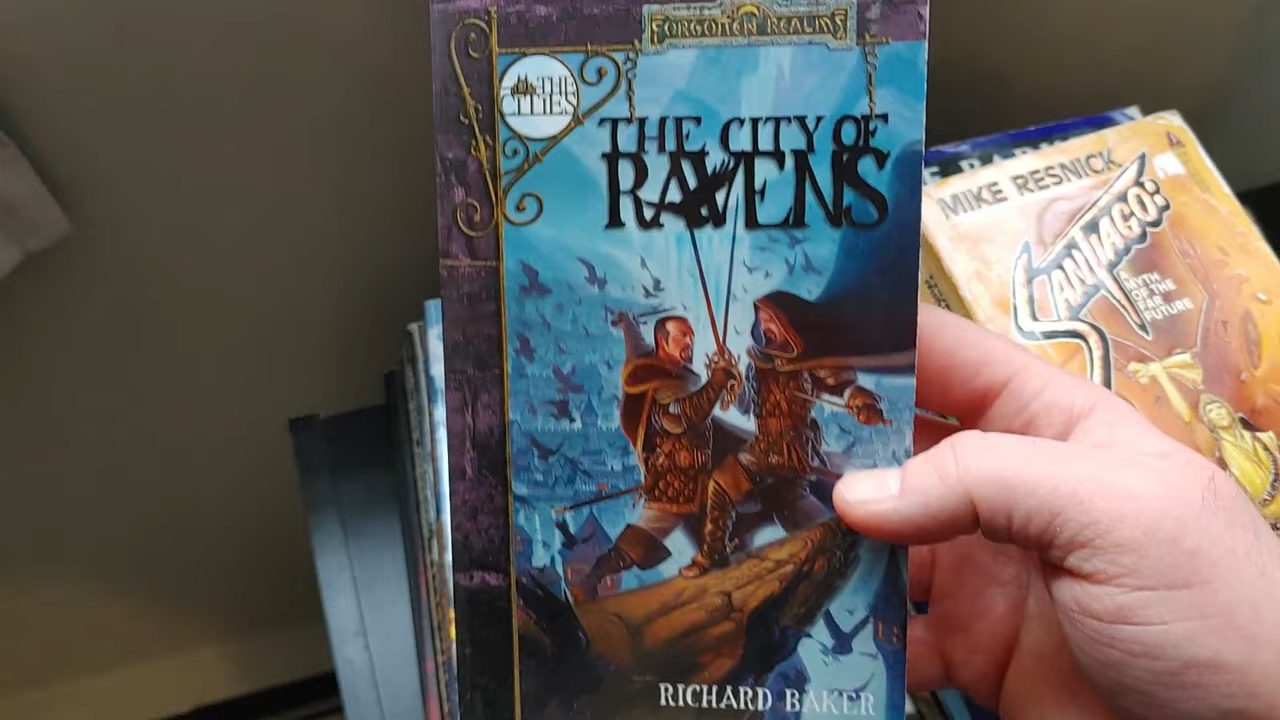 FORGOTTEN REALMS
THE
CITIES
THE CITY OF
RAVENS
RICHARD BAKER
MIKE RESNICK
SANTIAGO:
A
MYTH
OF THE
FAR
FUTURE